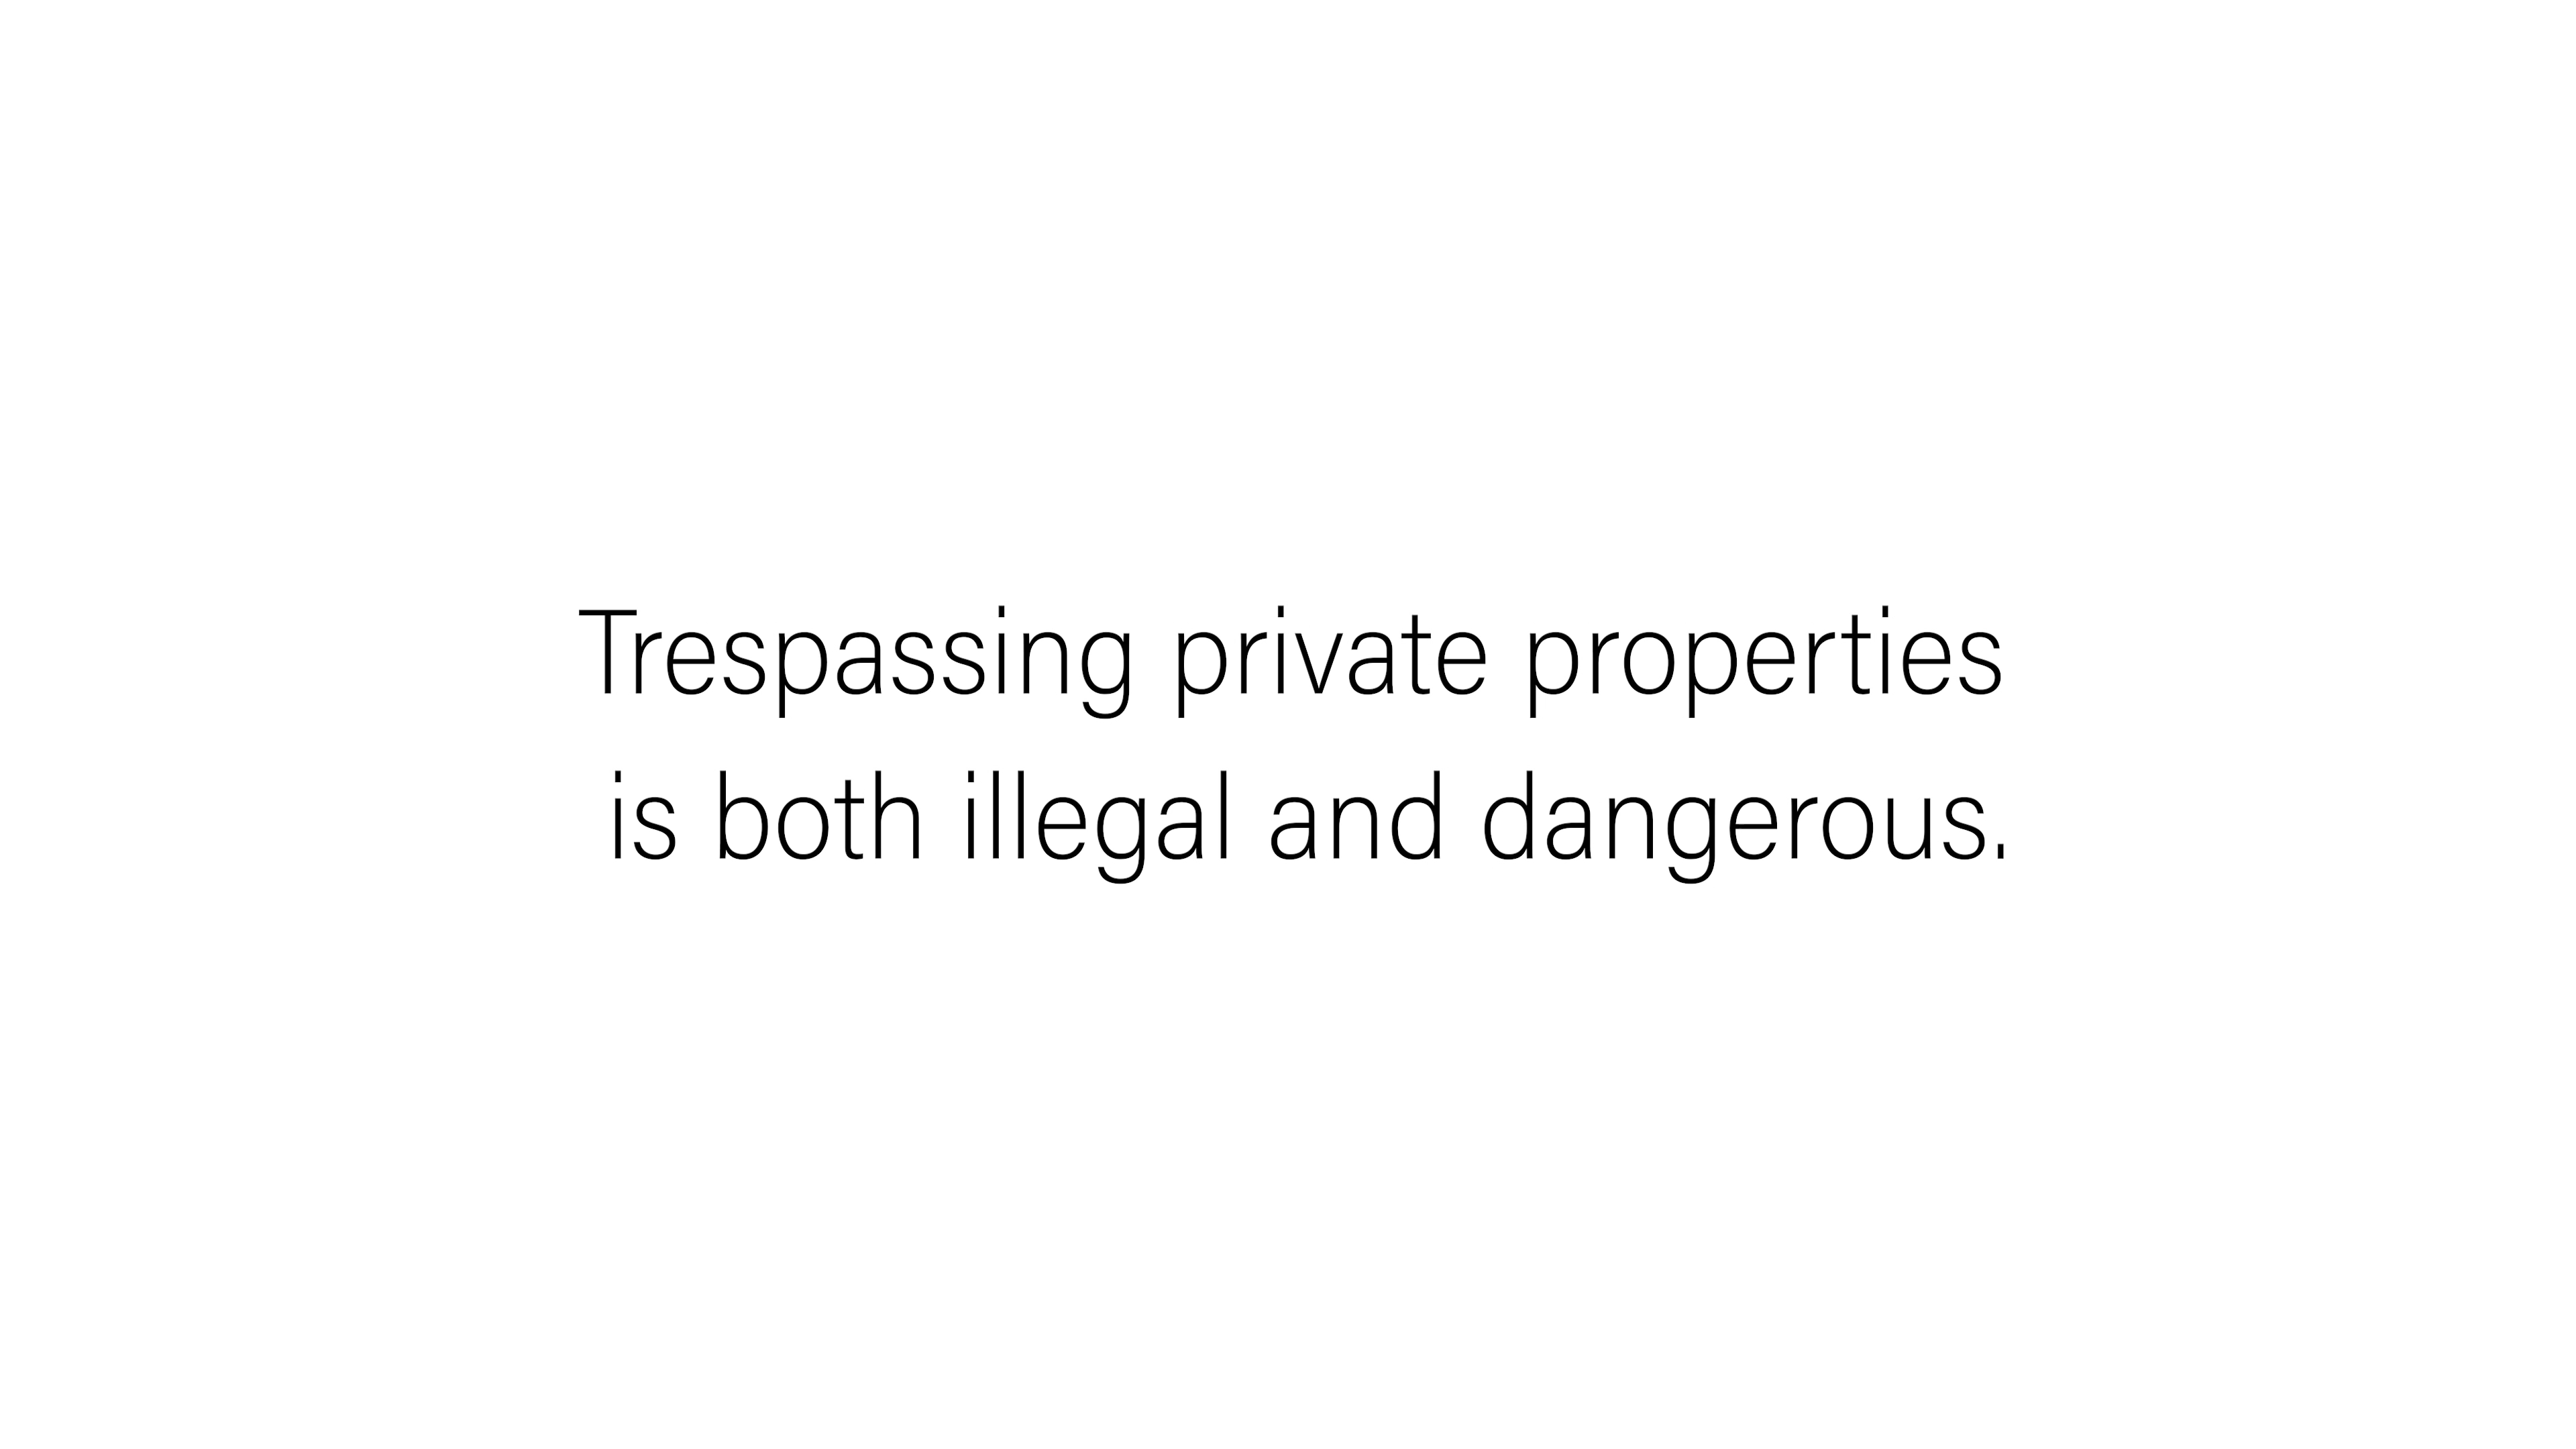 Trespassing private properties
is both illegal and dangerous.